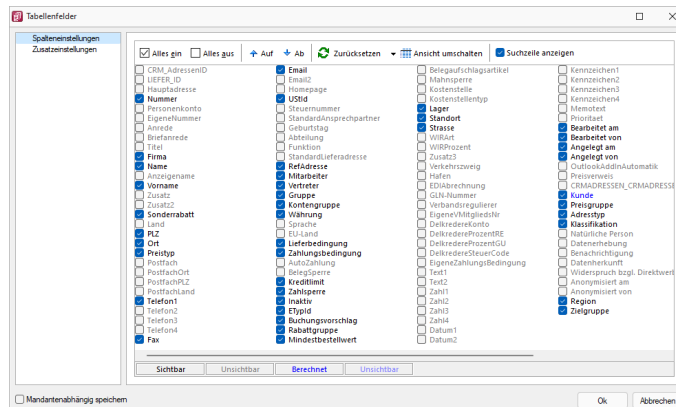 Tabellenfelder
Spalteneinstellungen
Zusatzeinstellungen
Alles ein
Alles aus
Auf
Ab
Zurücksetzen
Ansicht umschalten
Suchzeile anzeigen
CRM_AdressenID
LIEFER_ID
Hauptadresse
Nummer
Personenkonto
EigeneNummer
Anrede
Briefanrede
Titel
Firma
Name
Anzeigename
Vorname
Zusatz
Zusatz2
Sonderrabatt
Land
PLZ
Ort
Preistyp
Postfach
PostfachOrt
PostfachPLZ
PostfachLand
Telefon1
Telefon2
Telefon3
Telefon4
Fax
Email
Email2
Homepage
UStId
Steuernummer
StandardAnsprechpartner
Geburtstag
Abteilung
Funktion
StandardLieferadresse
RefAdresse
Mitarbeiter
Vertreter
Gruppe
Kontengruppe
Währung
Sprache
EU-Land
Lieferbedingung
Zahlungsbedingung
AutoZahlung
BelegSperre
Kreditlimit
Zahlsperre
Inaktiv
ETypId
Buchungsvorschlag
Rabattgruppe
Mindestbestellwert
Belegaufschlagsartikel
Mahnsperre
Kostenstelle
Kostenstellentyp
Lager
Standort
Strasse
WIRArt
WIRProzent
Zusatz3
Verkehrszweig
Hafen
EDIAbrechnung
GLN-Nummer
Verbandsregulierer
EigeneVMitgliedsNr
DelkredereKonto
DelkredereProzentRE
DelkredereProzentGU
DelkredereSteuerCode
EigeneZahlungsBedingung
Text1
Text2
Zahl1
Zahl2
Zahl3
Zahl4
Datum1
Datum2
Kennzeichen1
Kennzeichen2
Kennzeichen3
Kennzeichen4
Memotext
Prioritaet
Bearbeitet am
Bearbeitet von
Angelegt am
Angelegt von
OutlookAddInAutomatik
Preisverweis
CRMADRESSEN_CRMADRESSE
Kunde
Preisgruppe
Adresstyp
Klassifikation
Natürliche Person
Datenerhebung
Benachrichtigung
Datenherkunft
Widerspruch bzgl. Direktwer
Anonymisiert am
Anonymisiert von
Region
Zielgruppe
Sichtbar
Unsichtbar
Berechnet
Unsichtbar
Mandantenabhängig speichern
Ok
Abbrechen